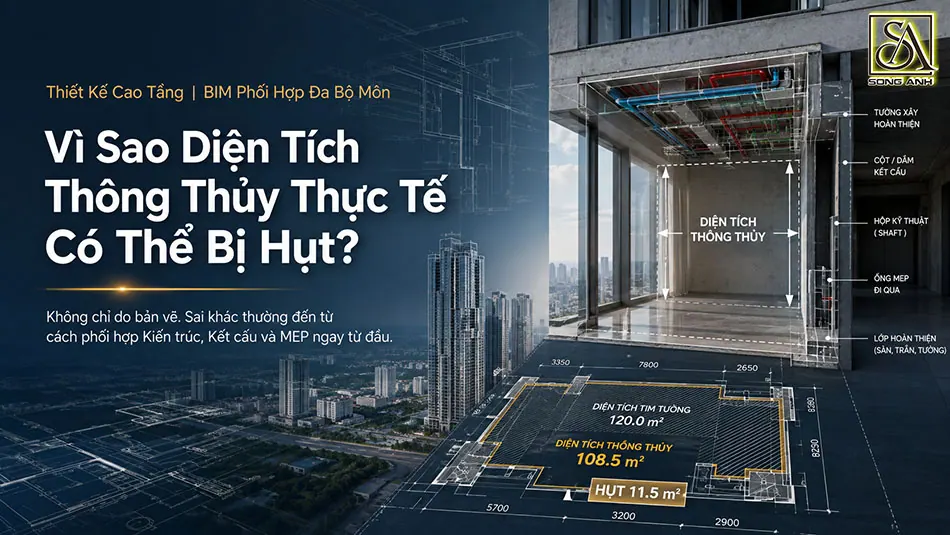 SA
SONG ANH
Thiết Kế Cao Tầng | BIM Phối Hợp Đa Bộ Môn
Vì Sao Diện Tích
Thông Thủy Thực Tế
Có Thể Bị Hụt?
Không chỉ do bản vẽ. Sai khác thường đến từ
cách phối hợp Kiến trúc, Kết cấu và MEP ngay từ đầu.
DIỆN TÍCH
THÔNG THỦY
TƯỜNG XÂY
HOÀN THIỆN
CỘT / DẦM
KẾT CẤU
HỘP KỸ THUẬT
( SHAFT )
ỐNG MEP
ĐI QUA
LỚP HOÀN THIỆN
(SÀN, TRẦN, TƯỜNG)
3350
7800
2650
8280
8290
DIỆN TÍCH TIM TƯỜNG
120.0 m²
DIỆN TÍCH THÔNG THỦY
108.5 m²
HỤT 11.5 m²
5700
3200
2900